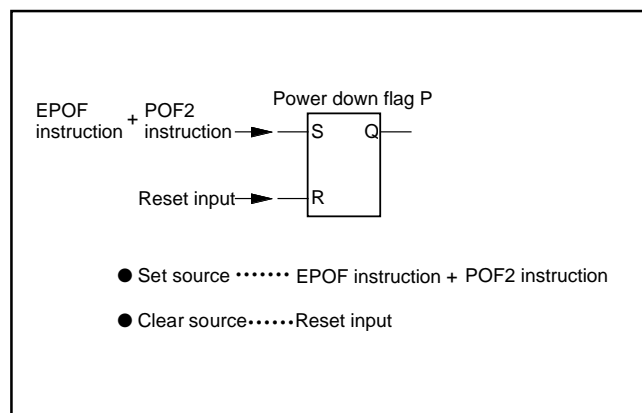 Power down flag P
EPOF instruction + POF2 instruction
S Q
Reset input R
● Set source ······· EPOF instruction + POF2 instruction
● Clear source ······ Reset input